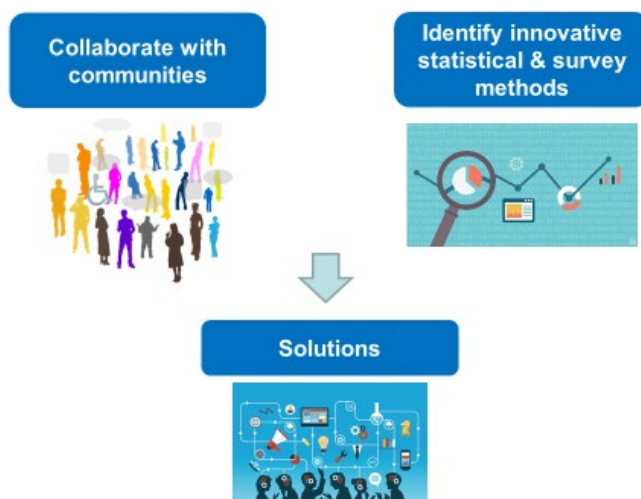 Collaborate with
communities
Identify innovative
statistical & survey
methods
Solutions